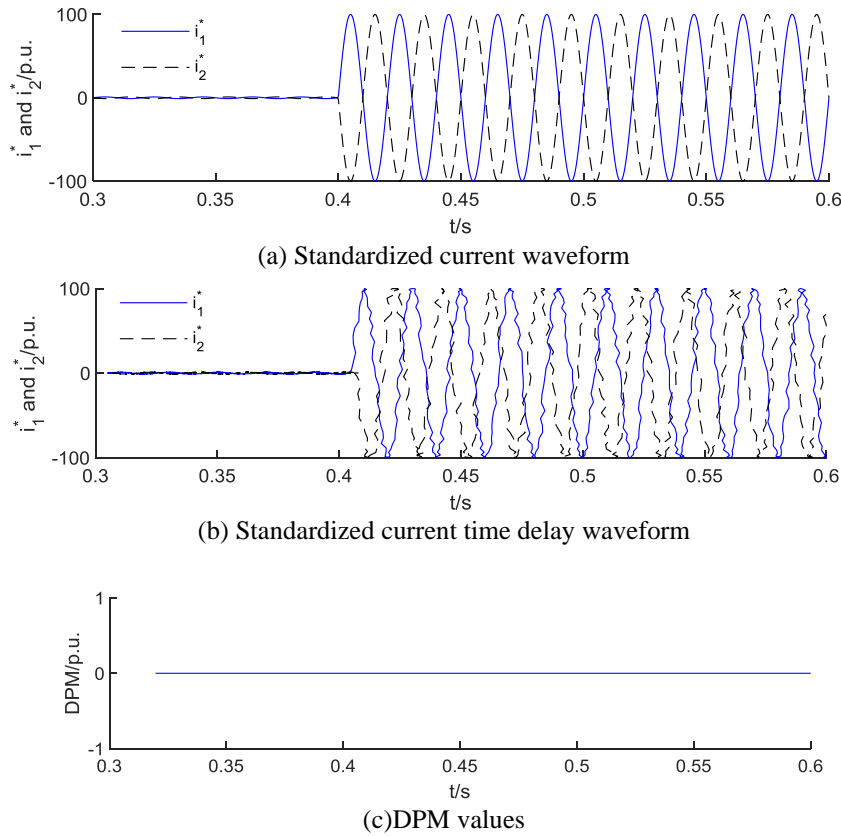 100
0
-100
i₁* and i₂*/p.u.
i₁*
i₂*
0.3 0.35 0.4 0.45 0.5 0.55 0.6
t/s
(a) Standardized current waveform
100
0
-100
i₁* and i₂*/p.u.
i₁*
i₂*
0.3 0.35 0.4 0.45 0.5 0.55 0.6
t/s
(b) Standardized current time delay waveform
1
0
-1
DPM/p.u.
0.3 0.35 0.4 0.45 0.5 0.55 0.6
t/s
(c)DPM values